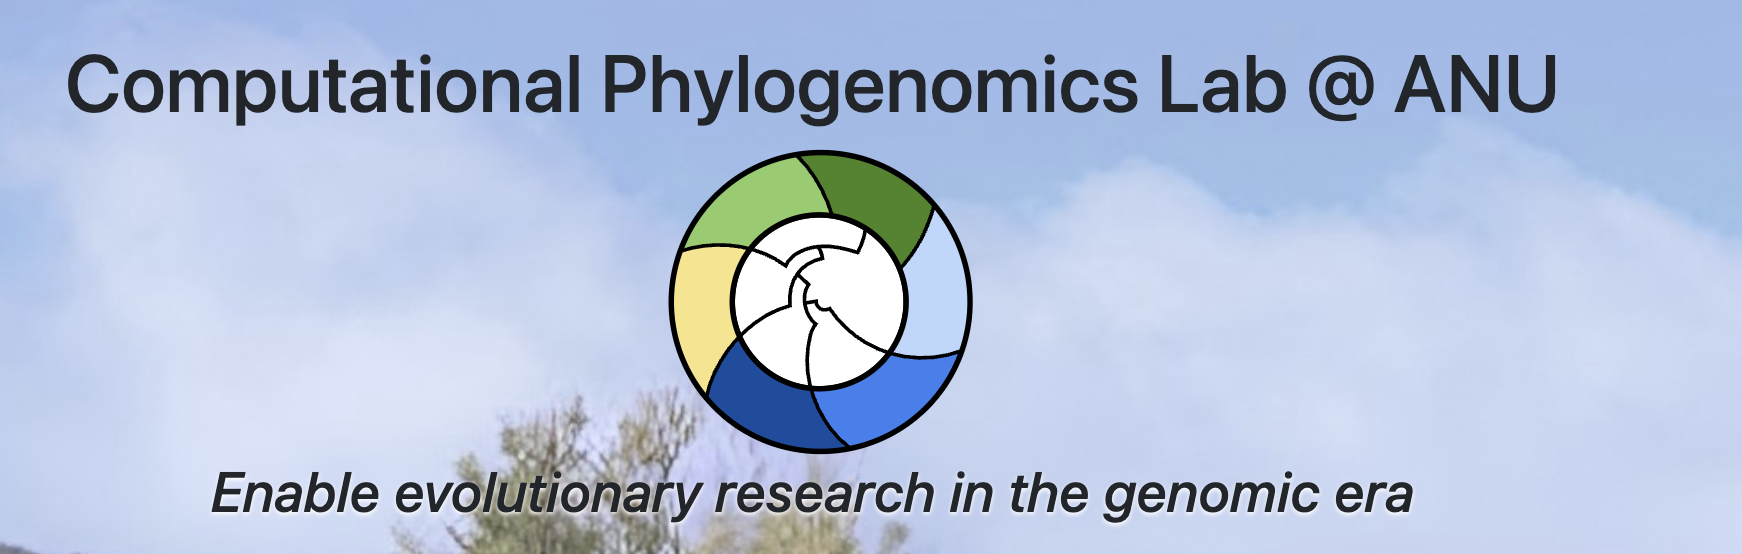 Computational Phylogenomics Lab @ ANU
Enable evolutionary research in the genomic era